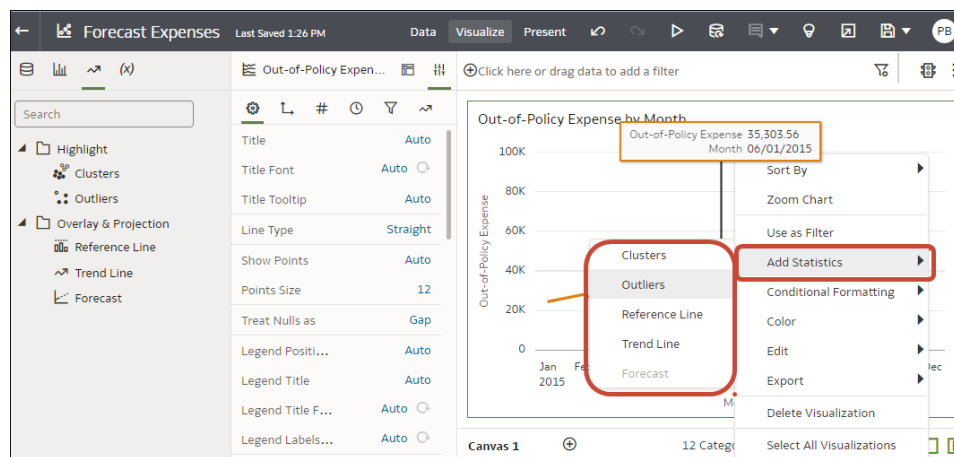 Forecast Expenses Last Saved 1:26 PM Data Visualize Present PB
(x)
Search
Highlight
Clusters
Outliers
Overlay & Projection
Reference Line
Trend Line
Forecast
Out-of-Policy Expen...
#
Title Auto
Title Font Auto
Title Tooltip Auto
Line Type Straight
Show Points Auto
Points Size 12
Treat Nulls as Gap
Legend Positi... Auto
Legend Title Auto
Legend Title F... Auto
Legend Labels... Auto
Click here or drag data to add a filter
Out-of-Policy Expense by Month
Out-of-Policy Expense 35,303.56
Month 06/01/2015
Out-of-Policy Expense
100K
80K
60K
40K
20K
0
Jan
2015
Clusters
Outliers
Reference Line
Trend Line
Forecast
Sort By
Zoom Chart
Use as Filter
Add Statistics
Conditional Formatting
Color
Edit
Export
Delete Visualization
Select All Visualizations
Canvas 1
12